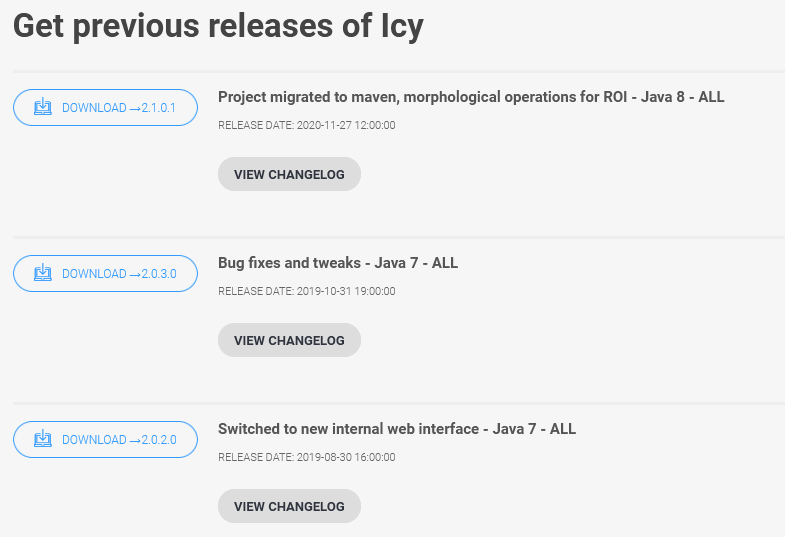 Get previous releases of Icy
DOWNLOAD →2.1.0.1
Project migrated to maven, morphological operations for ROI - Java 8 - ALL
RELEASE DATE: 2020-11-27 12:00:00
VIEW CHANGELOG
DOWNLOAD →2.0.3.0
Bug fixes and tweaks - Java 7 - ALL
RELEASE DATE: 2019-10-31 19:00:00
VIEW CHANGELOG
DOWNLOAD →2.0.2.0
Switched to new internal web interface - Java 7 - ALL
RELEASE DATE: 2019-08-30 16:00:00
VIEW CHANGELOG